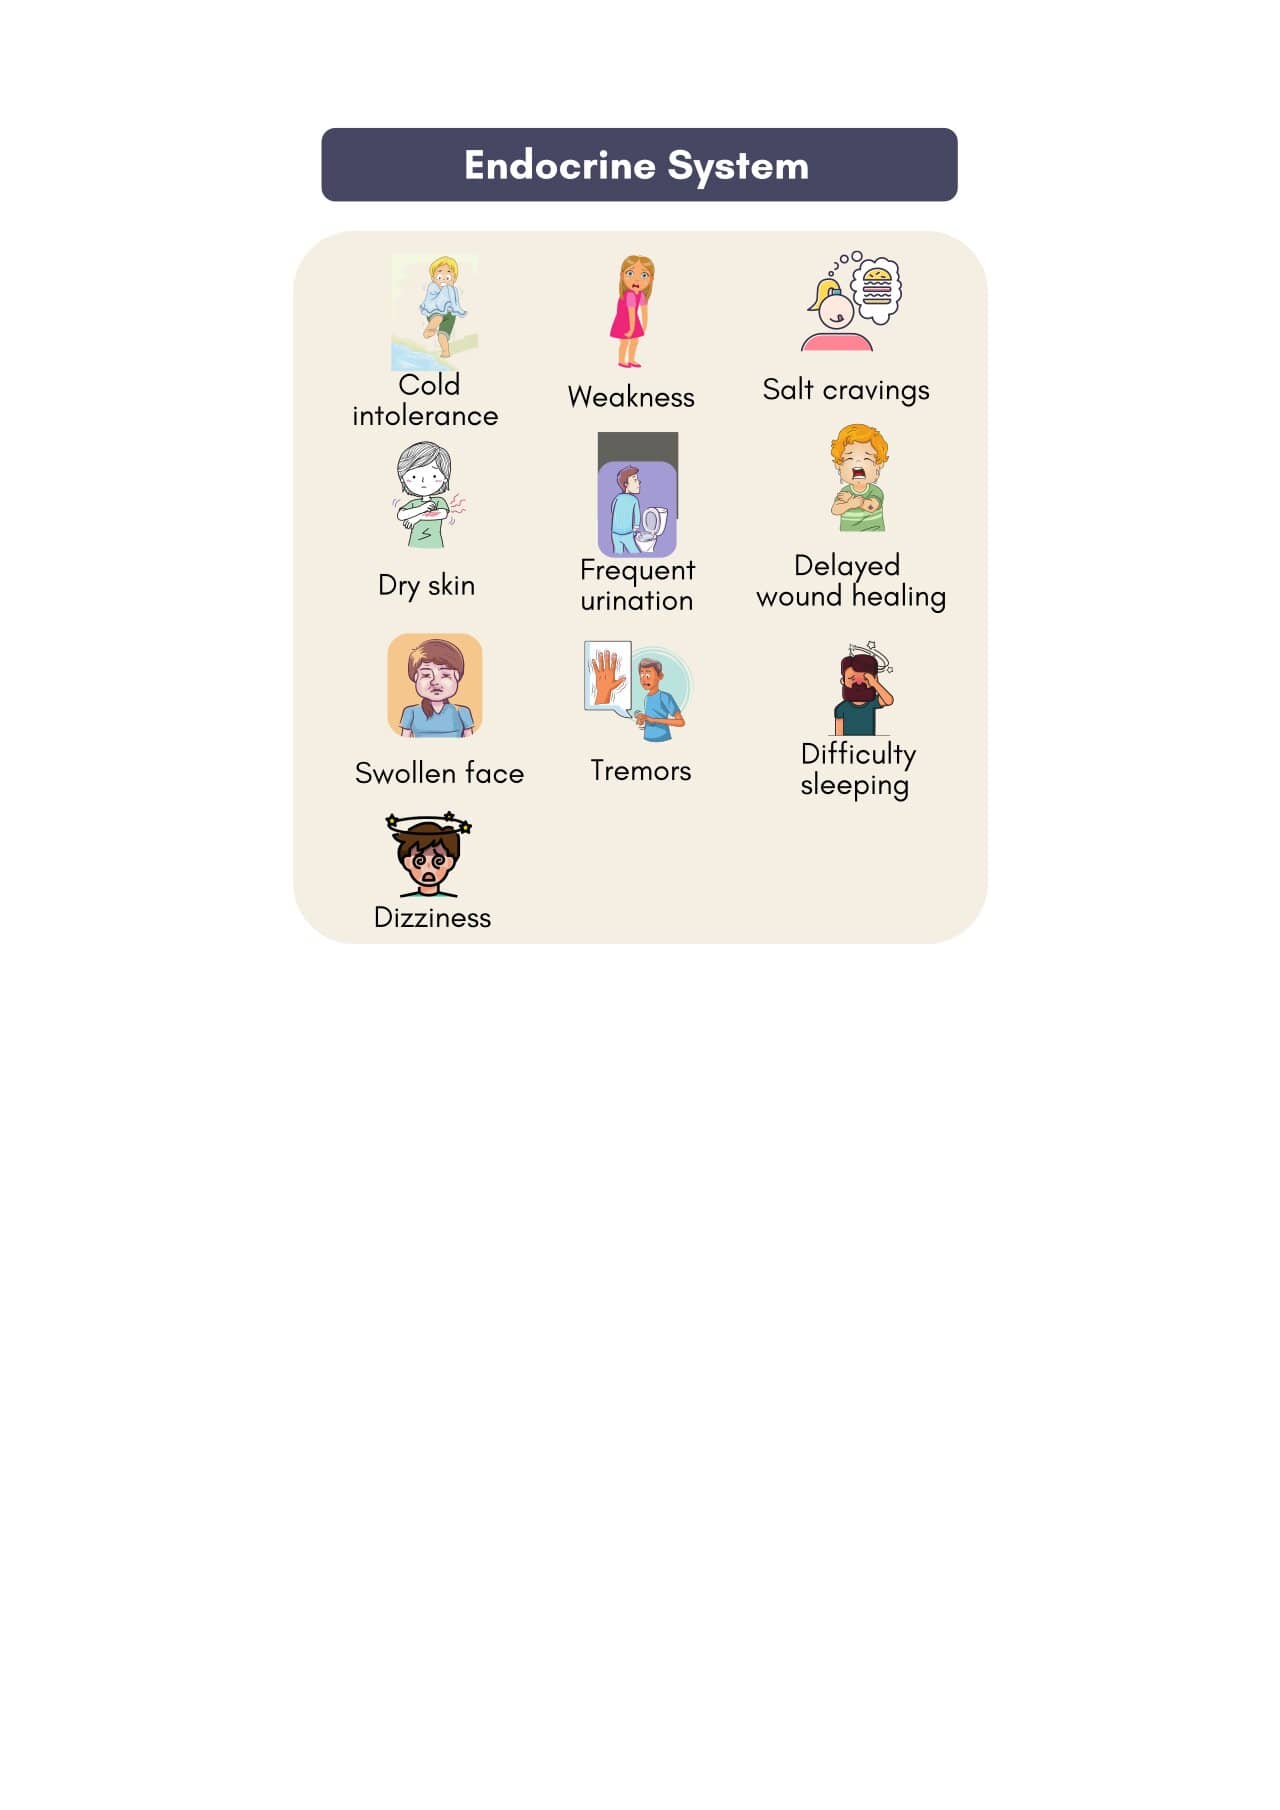 Endocrine System
Cold
intolerance
Weakness
Salt cravings
Dry skin
Frequent
urination
Delayed
wound healing
Swollen face
Tremors
Difficulty
sleeping
Dizziness